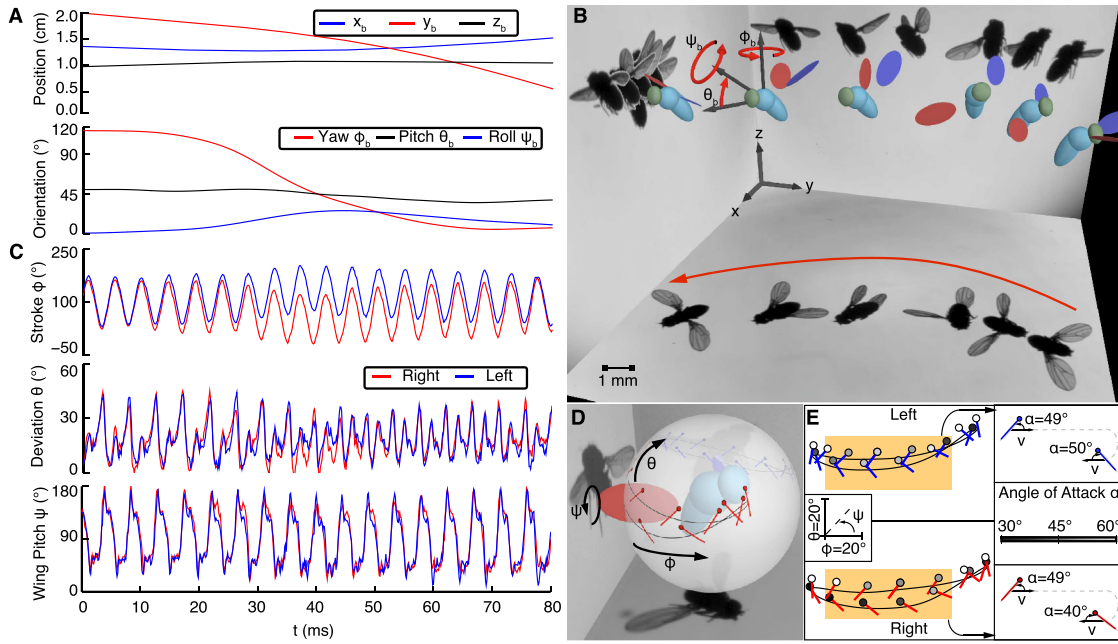 A
x_b y_b z_b
Position (cm)
2.0
1.5
1.0
0.5
0.0
Yaw ϕ_b Pitch θ_b Roll ψ_b
Orientation (°)
120
90
45
0
C
Stroke ϕ (°)
250
100
−50
Right Left
Deviation θ (°)
60
30
0
Wing Pitch ψ (°)
180
90
0
0 10 20 30 40 50 60 70 80
t (ms)
B
ψ_b
ϕ_b
θ_b
z
y
x
1 mm
D
θ
ψ
ϕ
E
Left
α=49°
v
α=50°
v
θ=20°
ψ
ϕ=20°
Angle of Attack α
30° 45° 60°
Right
α=49°
v
α=40°
v